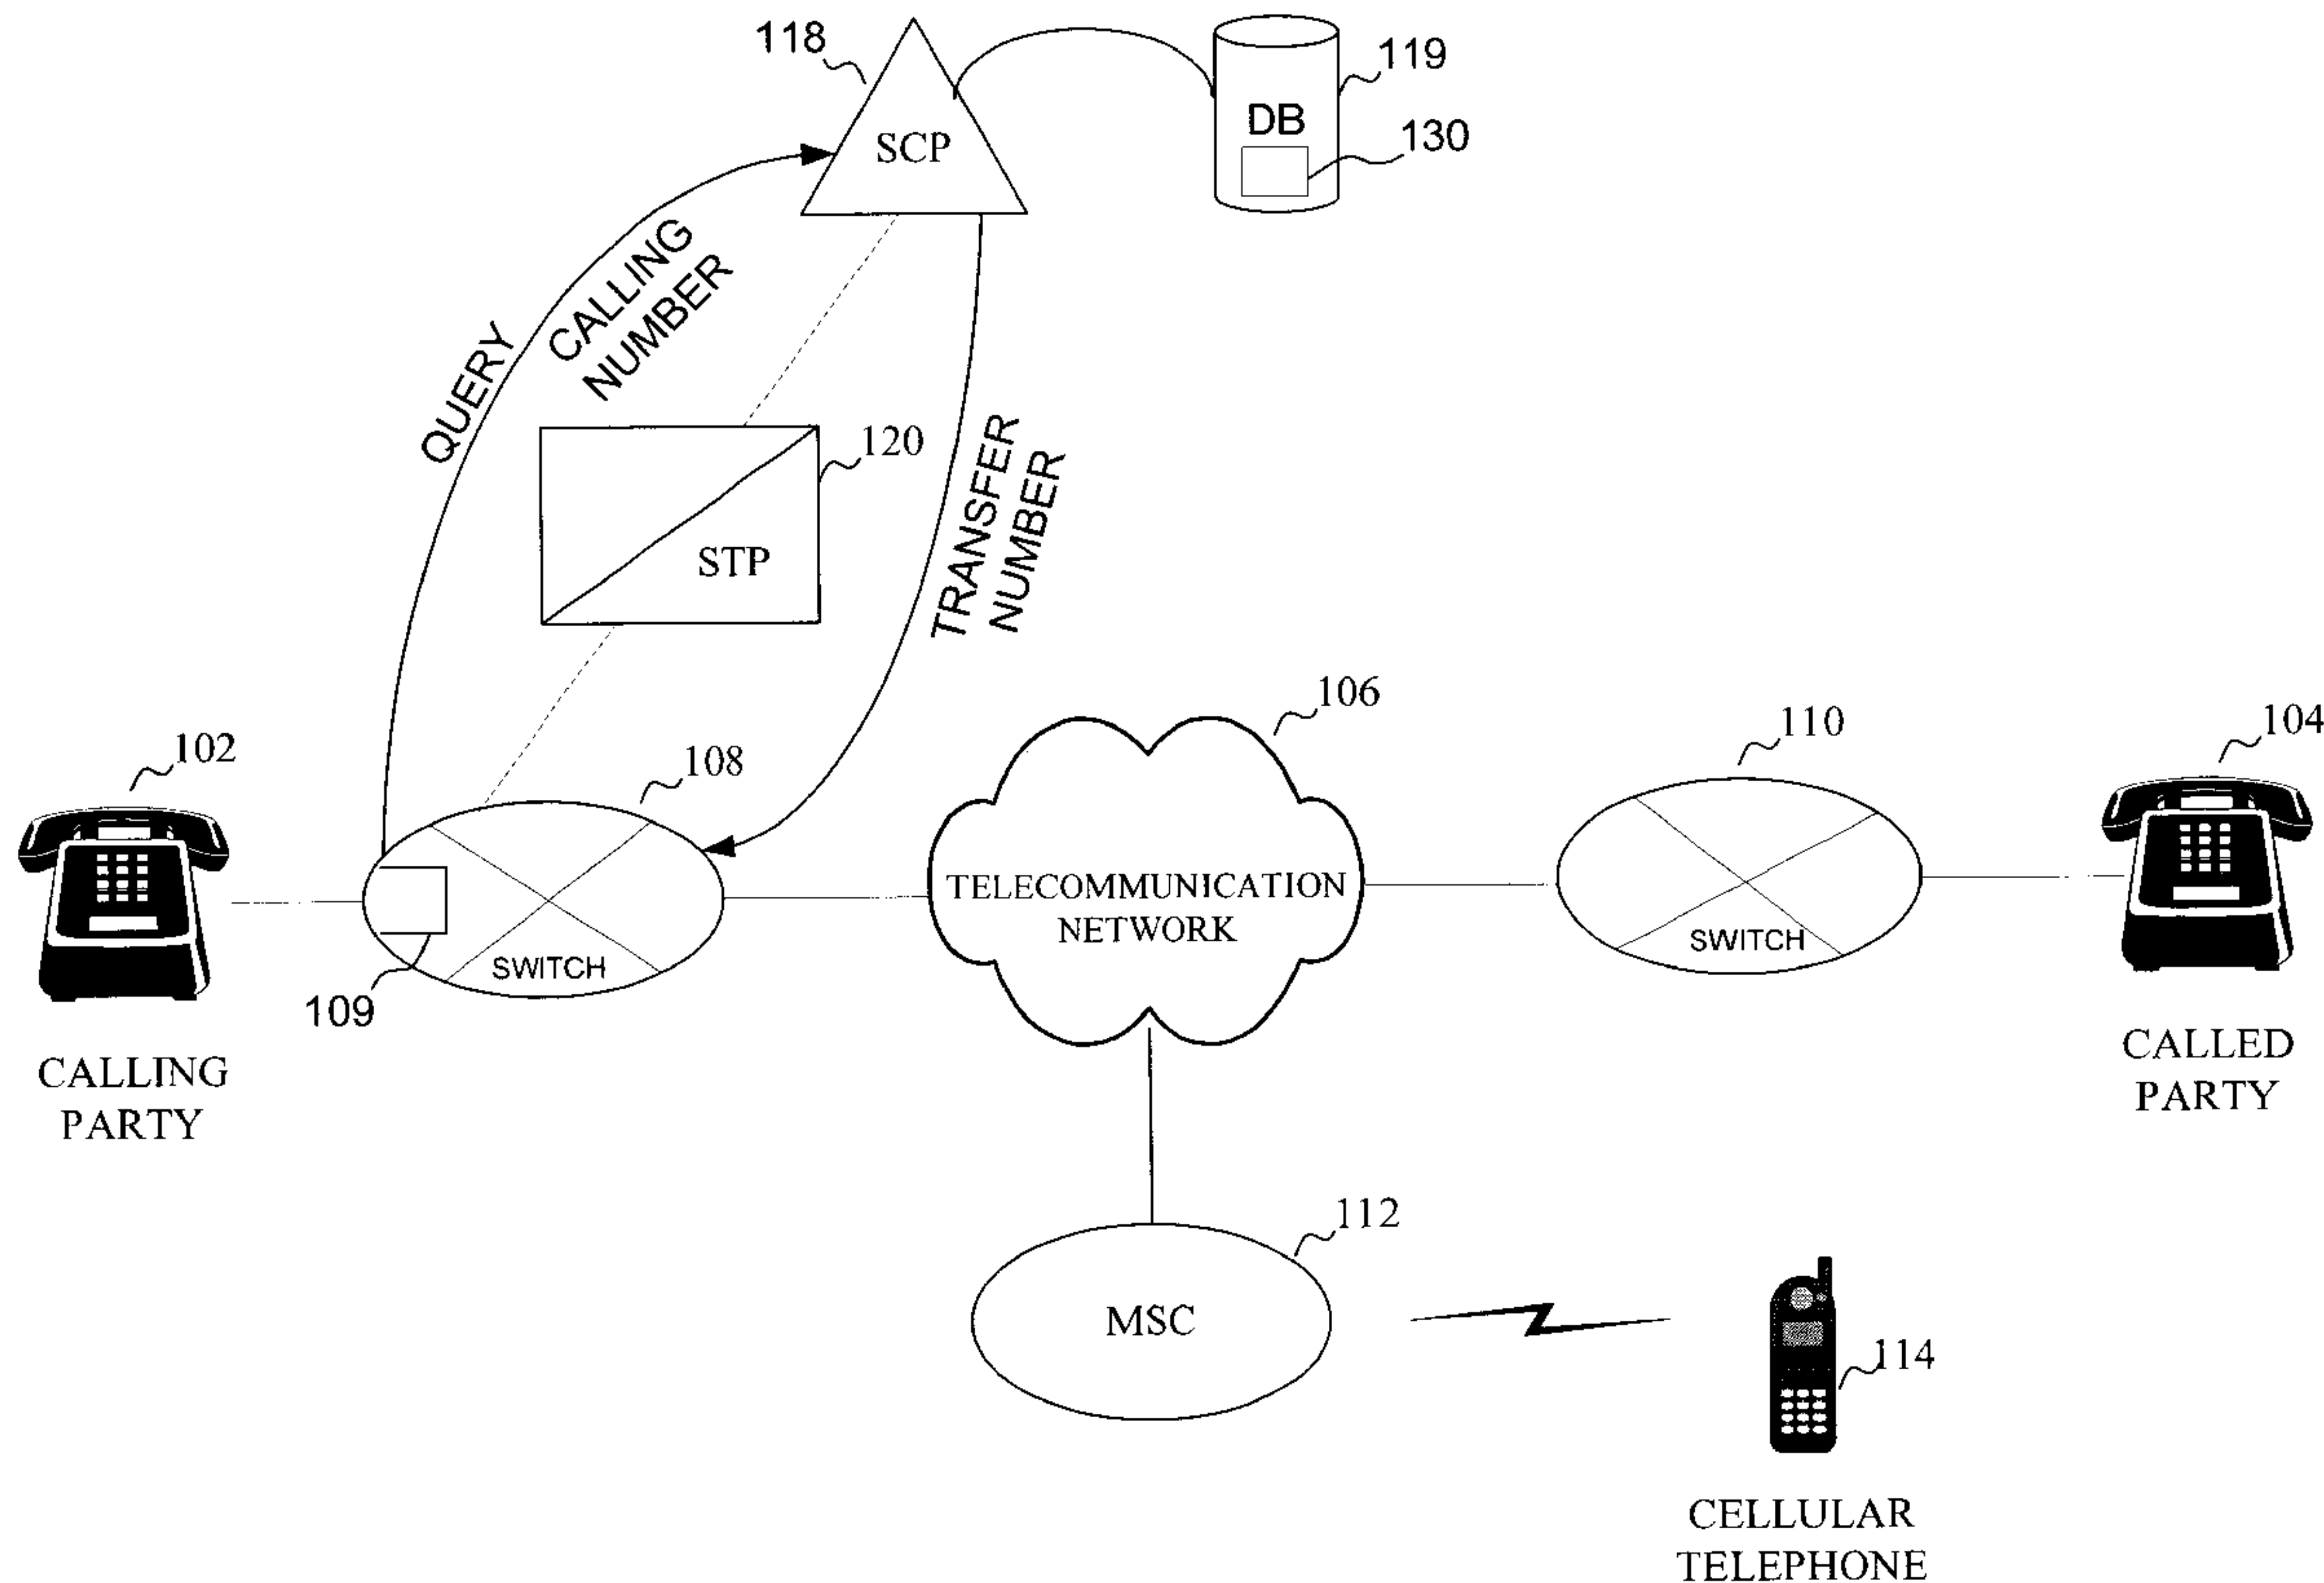 118
119
DB
130
SCP
CALLING
NUMBER
QUERY
120
STP
TRANSFER
NUMBER
106
102
108
110
104
TELECOMMUNICATION
NETWORK
SWITCH
SWITCH
109
CALLING
PARTY
CALLED
PARTY
112
MSC
114
CELLULAR
TELEPHONE